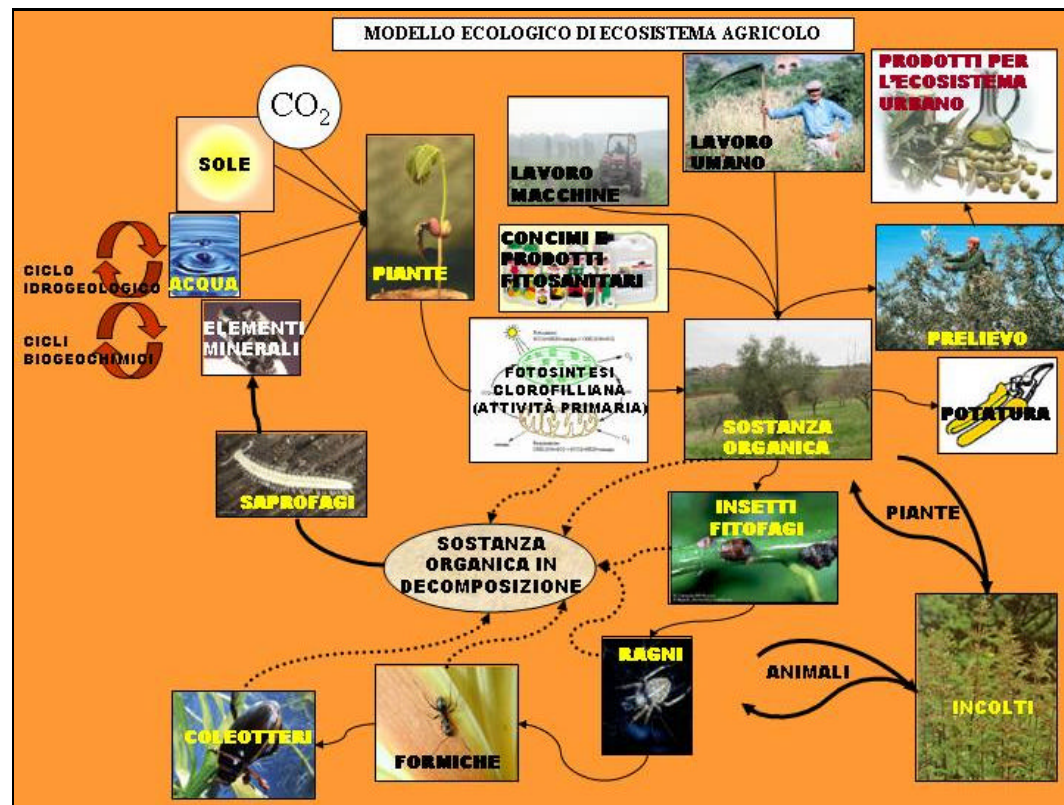 MODELLO ECOLOGICO DI ECOSISTEMA AGRICOLO
CO2
SOLE
CICLO
IDROGEOLOGICO
ACQUA
CICLI
BIOGEOCHIMICI
ELEMENTI
MINERALI
PIANTE
LAVORO
MACCHINE
LAVORO
UMANO
PRODOTTI PER
L'ECOSISTEMA
URBANO
CONCIMI E
PRODOTTI
FITOSANITARI
PRELIEVO
FOTOSINTESI
CLOROFILLIANA
(ATTIVITÀ PRIMARIA)
SOSTANZA
ORGANICA
POTATURA
SAPROFAGI
SOSTANZA
ORGANICA IN
DECOMPOSIZIONE
INSETTI
FITOFAGI
PIANTE
RAGNI
ANIMALI
INCOLTI
COLEOTTERI
FORMICHE